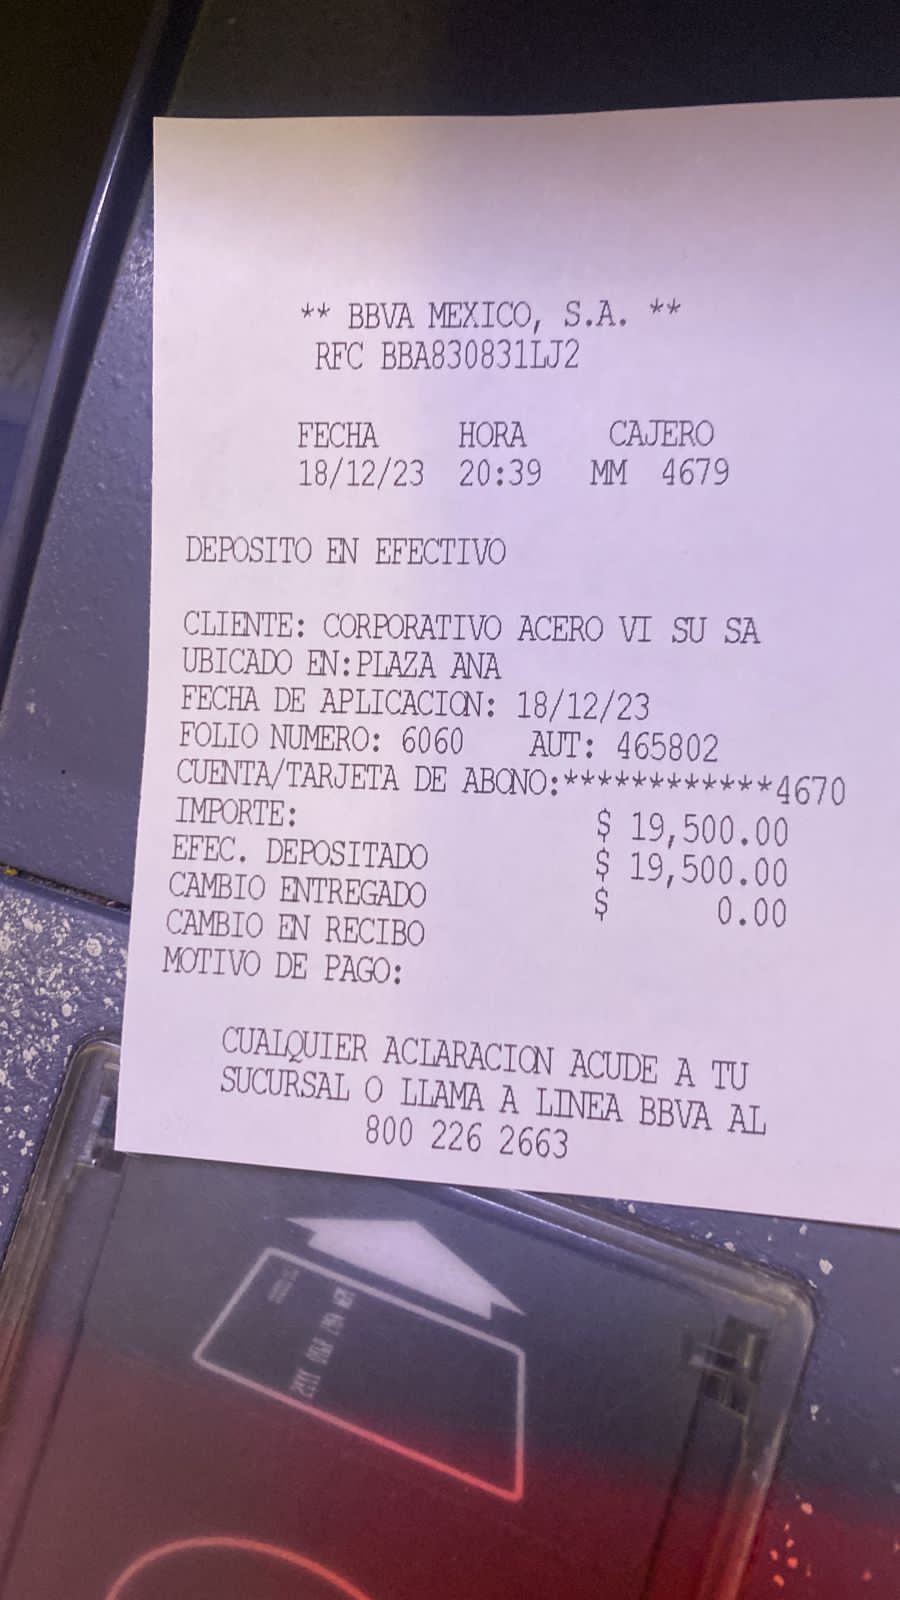 ** BBVA MEXICO, S.A. **
RFC BBA830831LJ2
FECHA HORA CAJERO
18/12/23 20:39 MM 4679
DEPOSITO EN EFECTIVO
CLIENTE: CORPORATIVO ACERO VI SU SA
UBICADO EN:PLAZA ANA
FECHA DE APLICACION: 18/12/23
FOLIO NUMERO: 6060 AUT: 465802
CUENTA/TARJETA DE ABONO:************4670
IMPORTE: $ 19,500.00
EFEC. DEPOSITADO $ 19,500.00
CAMBIO ENTREGADO $ 0.00
CAMBIO EN RECIBO
MOTIVO DE PAGO:
CUALQUIER ACLARACION ACUDE A TU
SUCURSAL O LLAMA A LINEA BBVA AL
800 226 2663